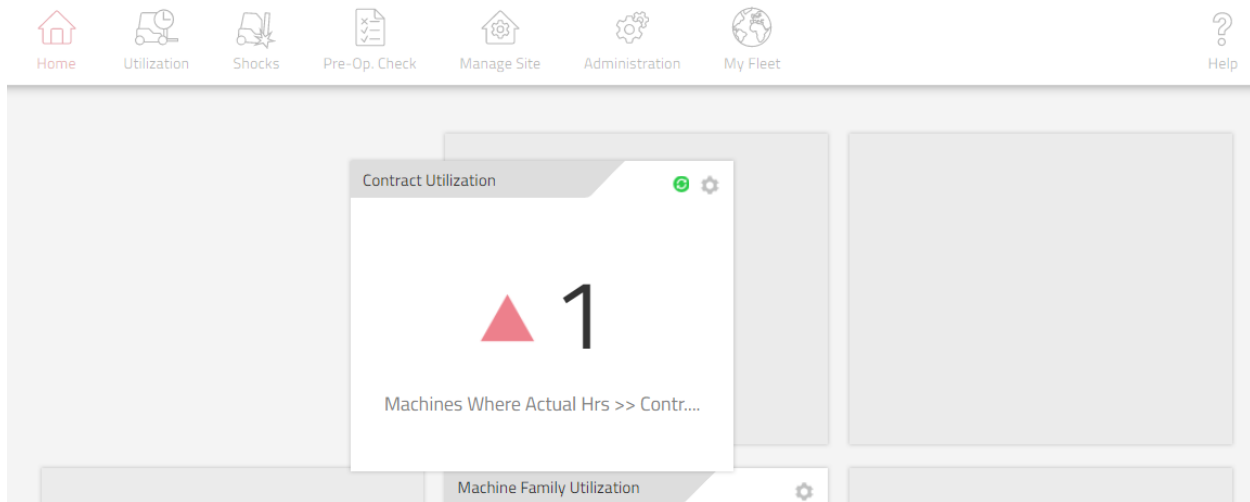 Home
Utilization
Shocks
Pre-Op. Check
Manage Site
Administration
My Fleet
Help
Contract Utilization
1
Machines Where Actual Hrs >> Contr....
Machine Family Utilization